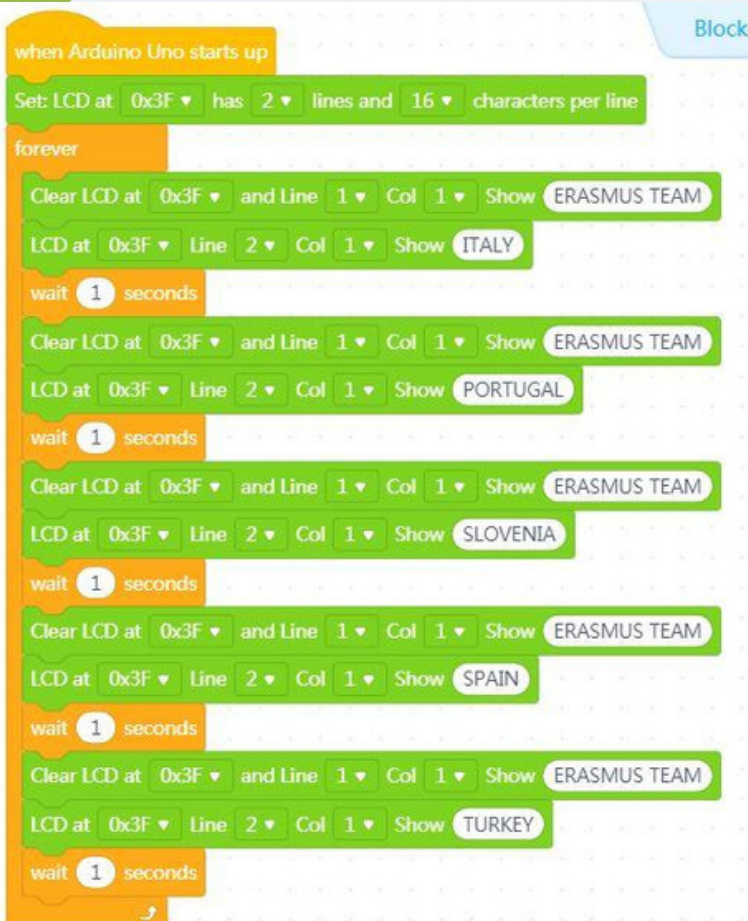 Block
when Arduino Uno starts up
Set: LCD at 0x3F has 2 lines and 16 characters per line
forever
Clear LCD at 0x3F and Line 1 Col 1 Show ERASMUS TEAM
LCD at 0x3F Line 2 Col 1 Show ITALY
wait 1 seconds
Clear LCD at 0x3F and Line 1 Col 1 Show ERASMUS TEAM
LCD at 0x3F Line 2 Col 1 Show PORTUGAL
wait 1 seconds
Clear LCD at 0x3F and Line 1 Col 1 Show ERASMUS TEAM
LCD at 0x3F Line 2 Col 1 Show SLOVENIA
wait 1 seconds
Clear LCD at 0x3F and Line 1 Col 1 Show ERASMUS TEAM
LCD at 0x3F Line 2 Col 1 Show SPAIN
wait 1 seconds
Clear LCD at 0x3F and Line 1 Col 1 Show ERASMUS TEAM
LCD at 0x3F Line 2 Col 1 Show TURKEY
wait 1 seconds